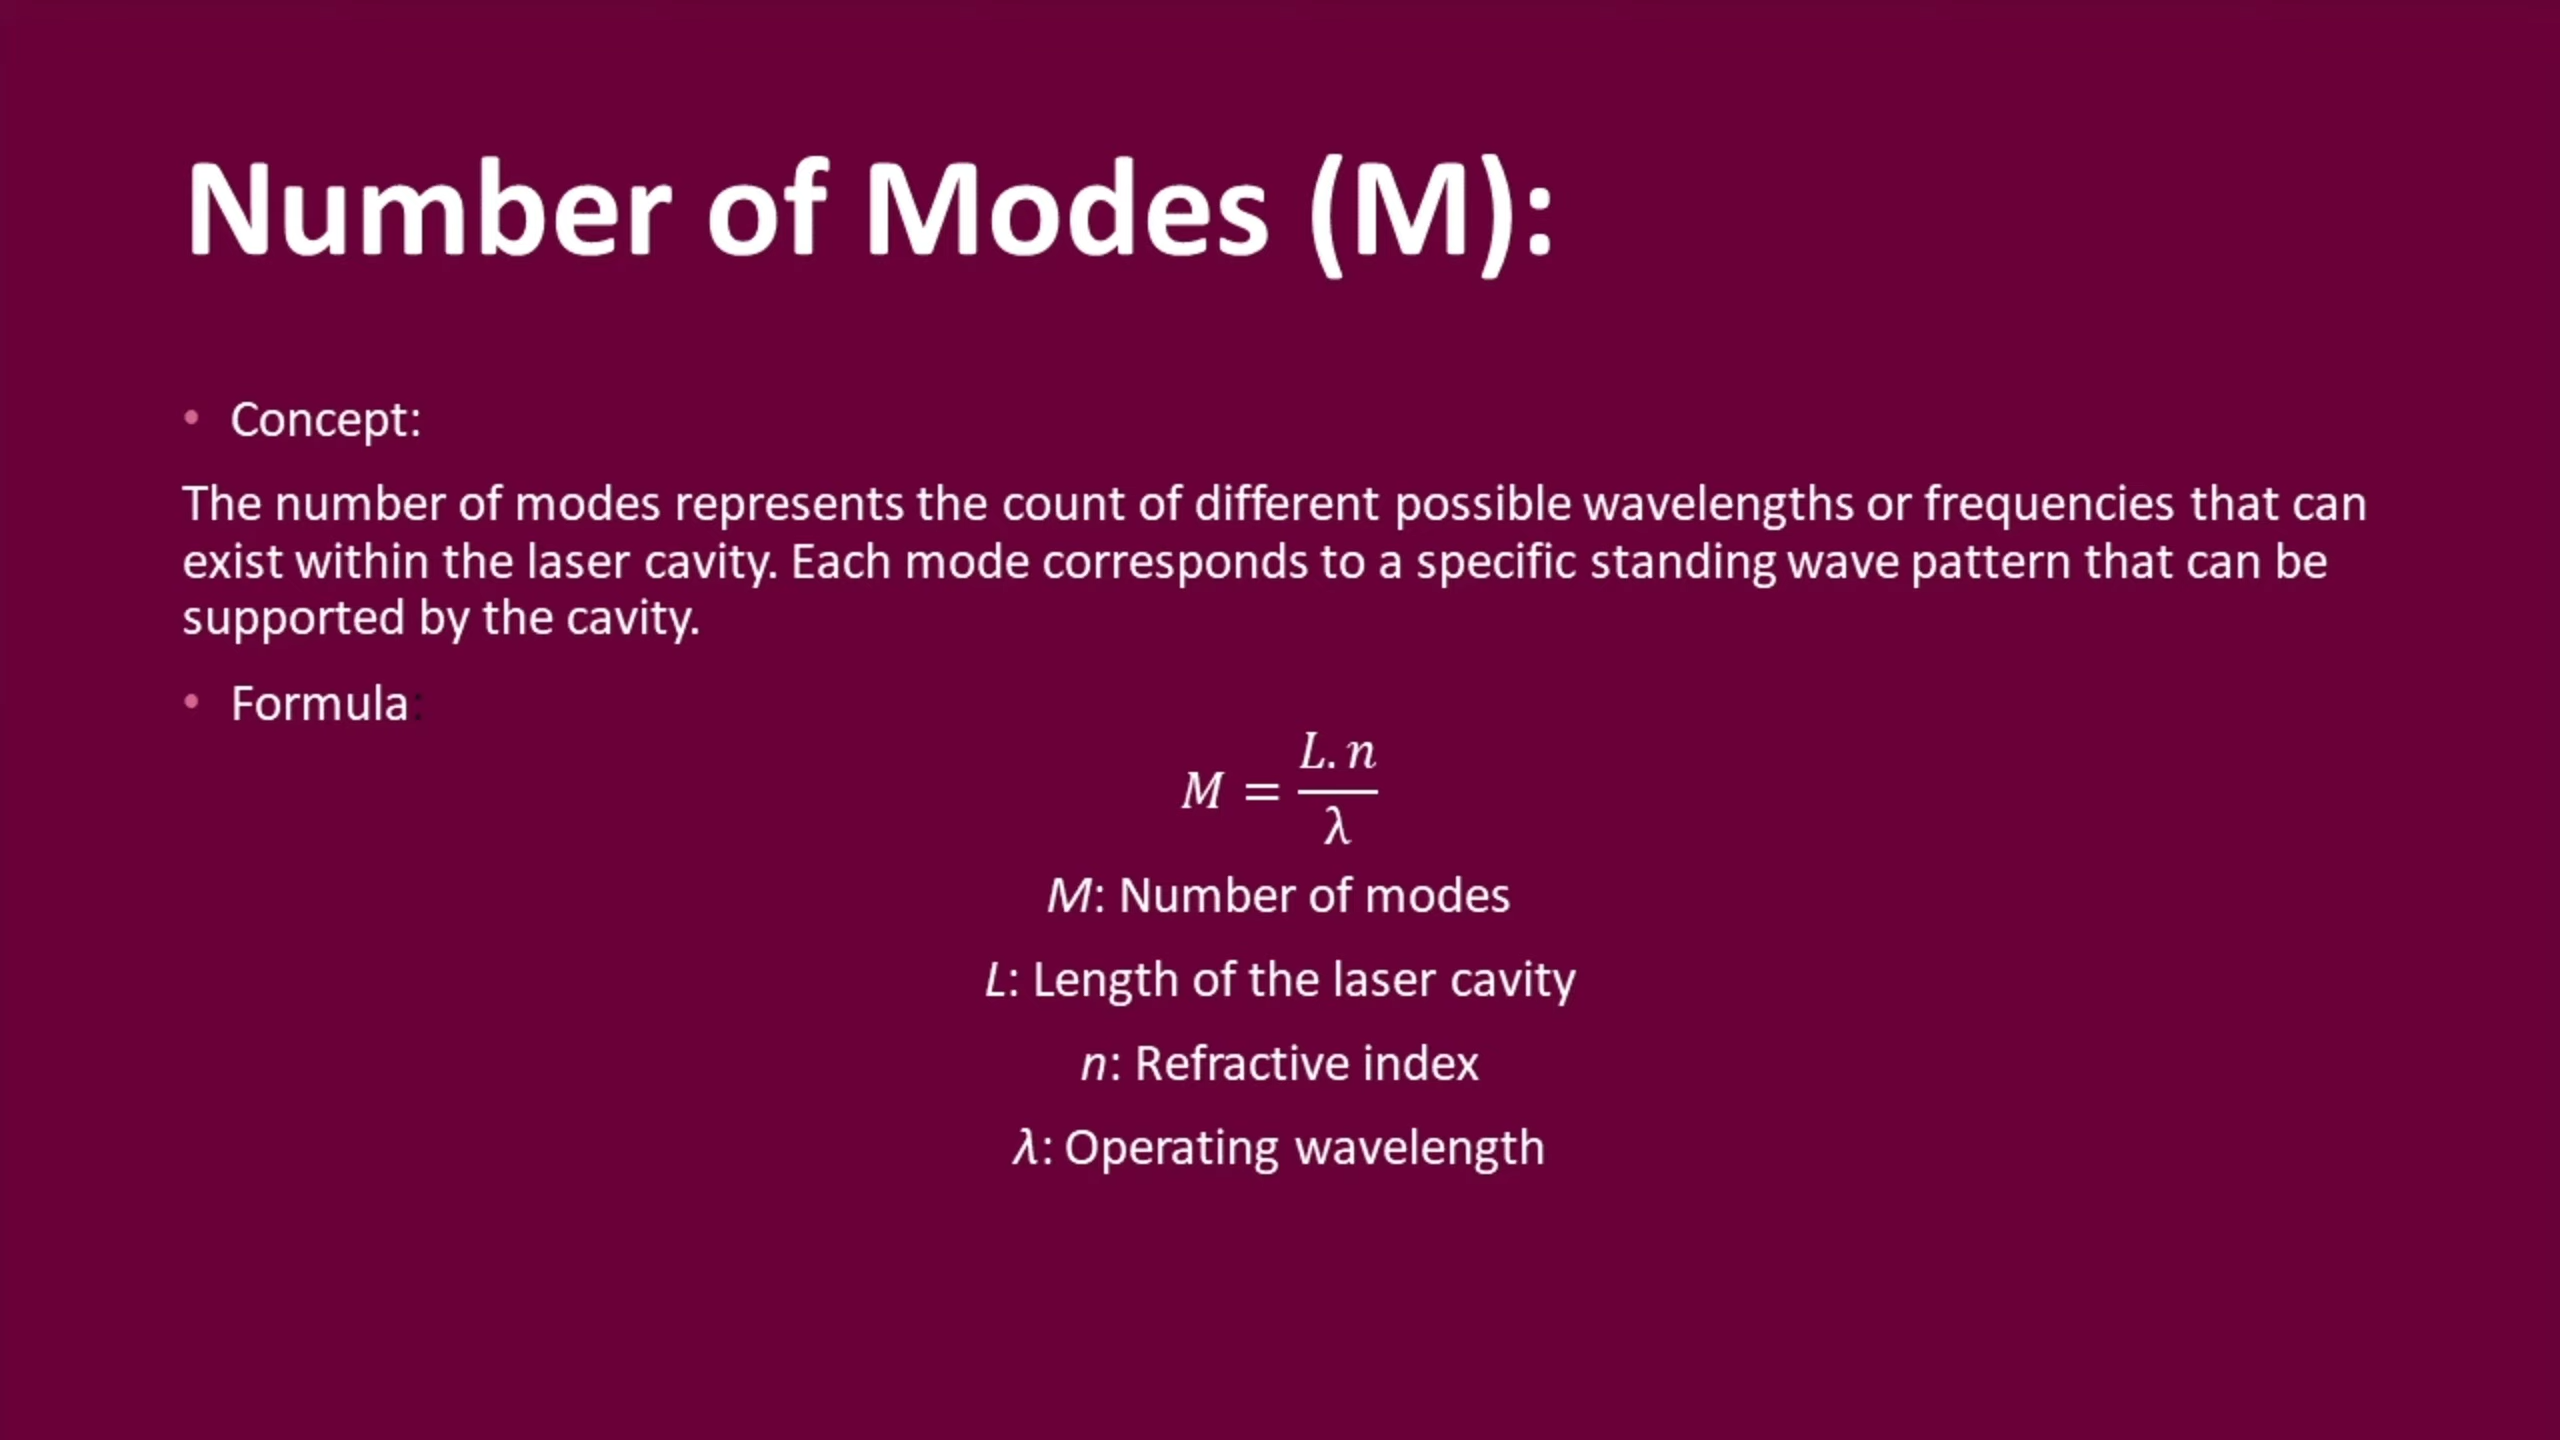 Number of Modes (M):
• Concept:
The number of modes represents the count of different possible wavelengths or frequencies that can
exist within the laser cavity. Each mode corresponds to a specific standing wave pattern that can be
supported by the cavity.
• Formula:
M = L. n / λ
M: Number of modes
L: Length of the laser cavity
n: Refractive index
λ: Operating wavelength